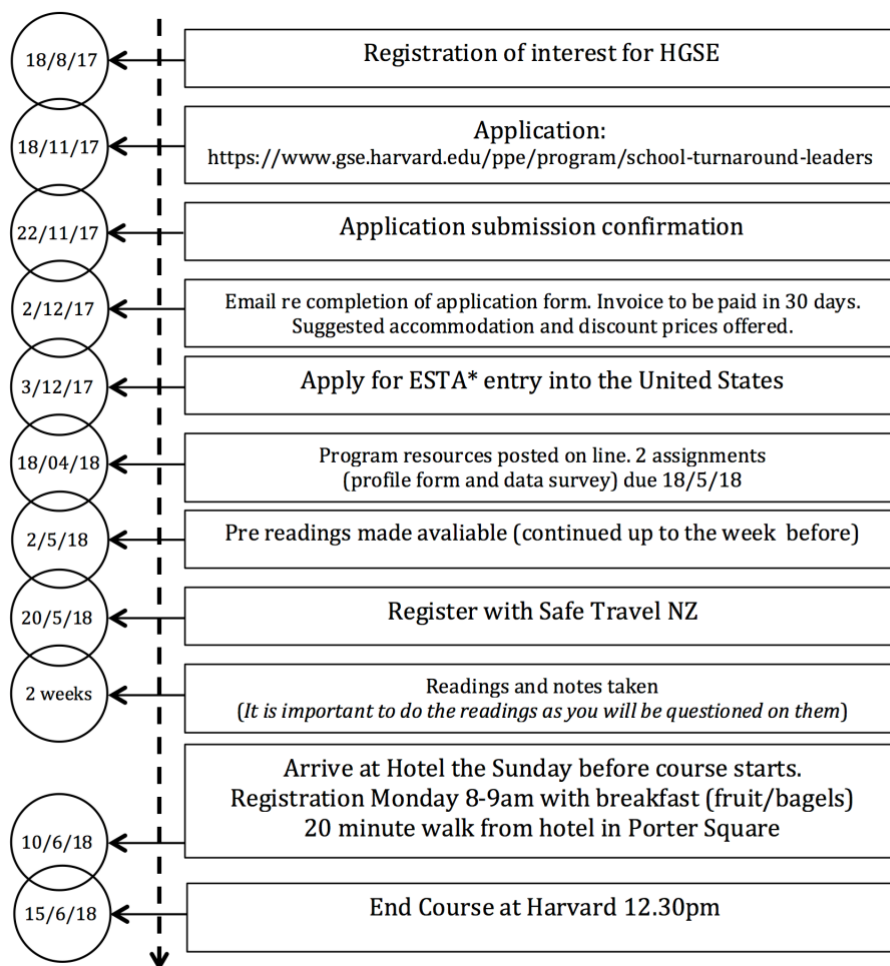 18/8/17
Registration of interest for HGSE
18/11/17
Application:
https://www.gse.harvard.edu/ppe/program/school-turnaround-leaders
22/11/17
Application submission confirmation
2/12/17
Email re completion of application form. Invoice to be paid in 30 days.
Suggested accommodation and discount prices offered.
3/12/17
Apply for ESTA* entry into the United States
18/04/18
Program resources posted on line. 2 assignments
(profile form and data survey) due 18/5/18
2/5/18
Pre readings made avaliable (continued up to the week before)
20/5/18
Register with Safe Travel NZ
2 weeks
Readings and notes taken
(It is important to do the readings as you will be questioned on them)
10/6/18
Arrive at Hotel the Sunday before course starts.
Registration Monday 8-9am with breakfast (fruit/bagels)
20 minute walk from hotel in Porter Square
15/6/18
End Course at Harvard 12.30pm